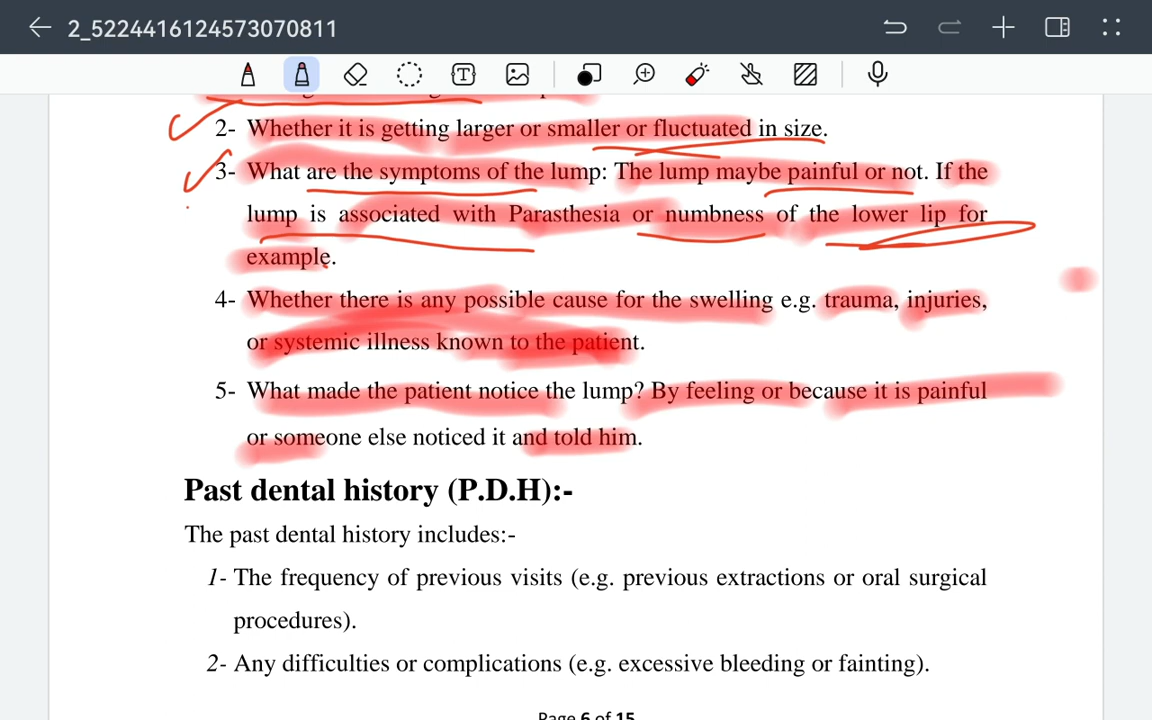 2_5224416124573070811
2- Whether it is getting larger or smaller or fluctuated in size.
3- What are the symptoms of the lump: The lump maybe painful or not. If the
lump is associated with Parasthesia or numbness of the lower lip for
example.
4- Whether there is any possible cause for the swelling e.g. trauma, injuries,
or systemic illness known to the patient.
5- What made the patient notice the lump? By feeling or because it is painful
or someone else noticed it and told him.
Past dental history (P.D.H):-
The past dental history includes:-
1- The frequency of previous visits (e.g. previous extractions or oral surgical
procedures).
2- Any difficulties or complications (e.g. excessive bleeding or fainting).
Page 6 of 15